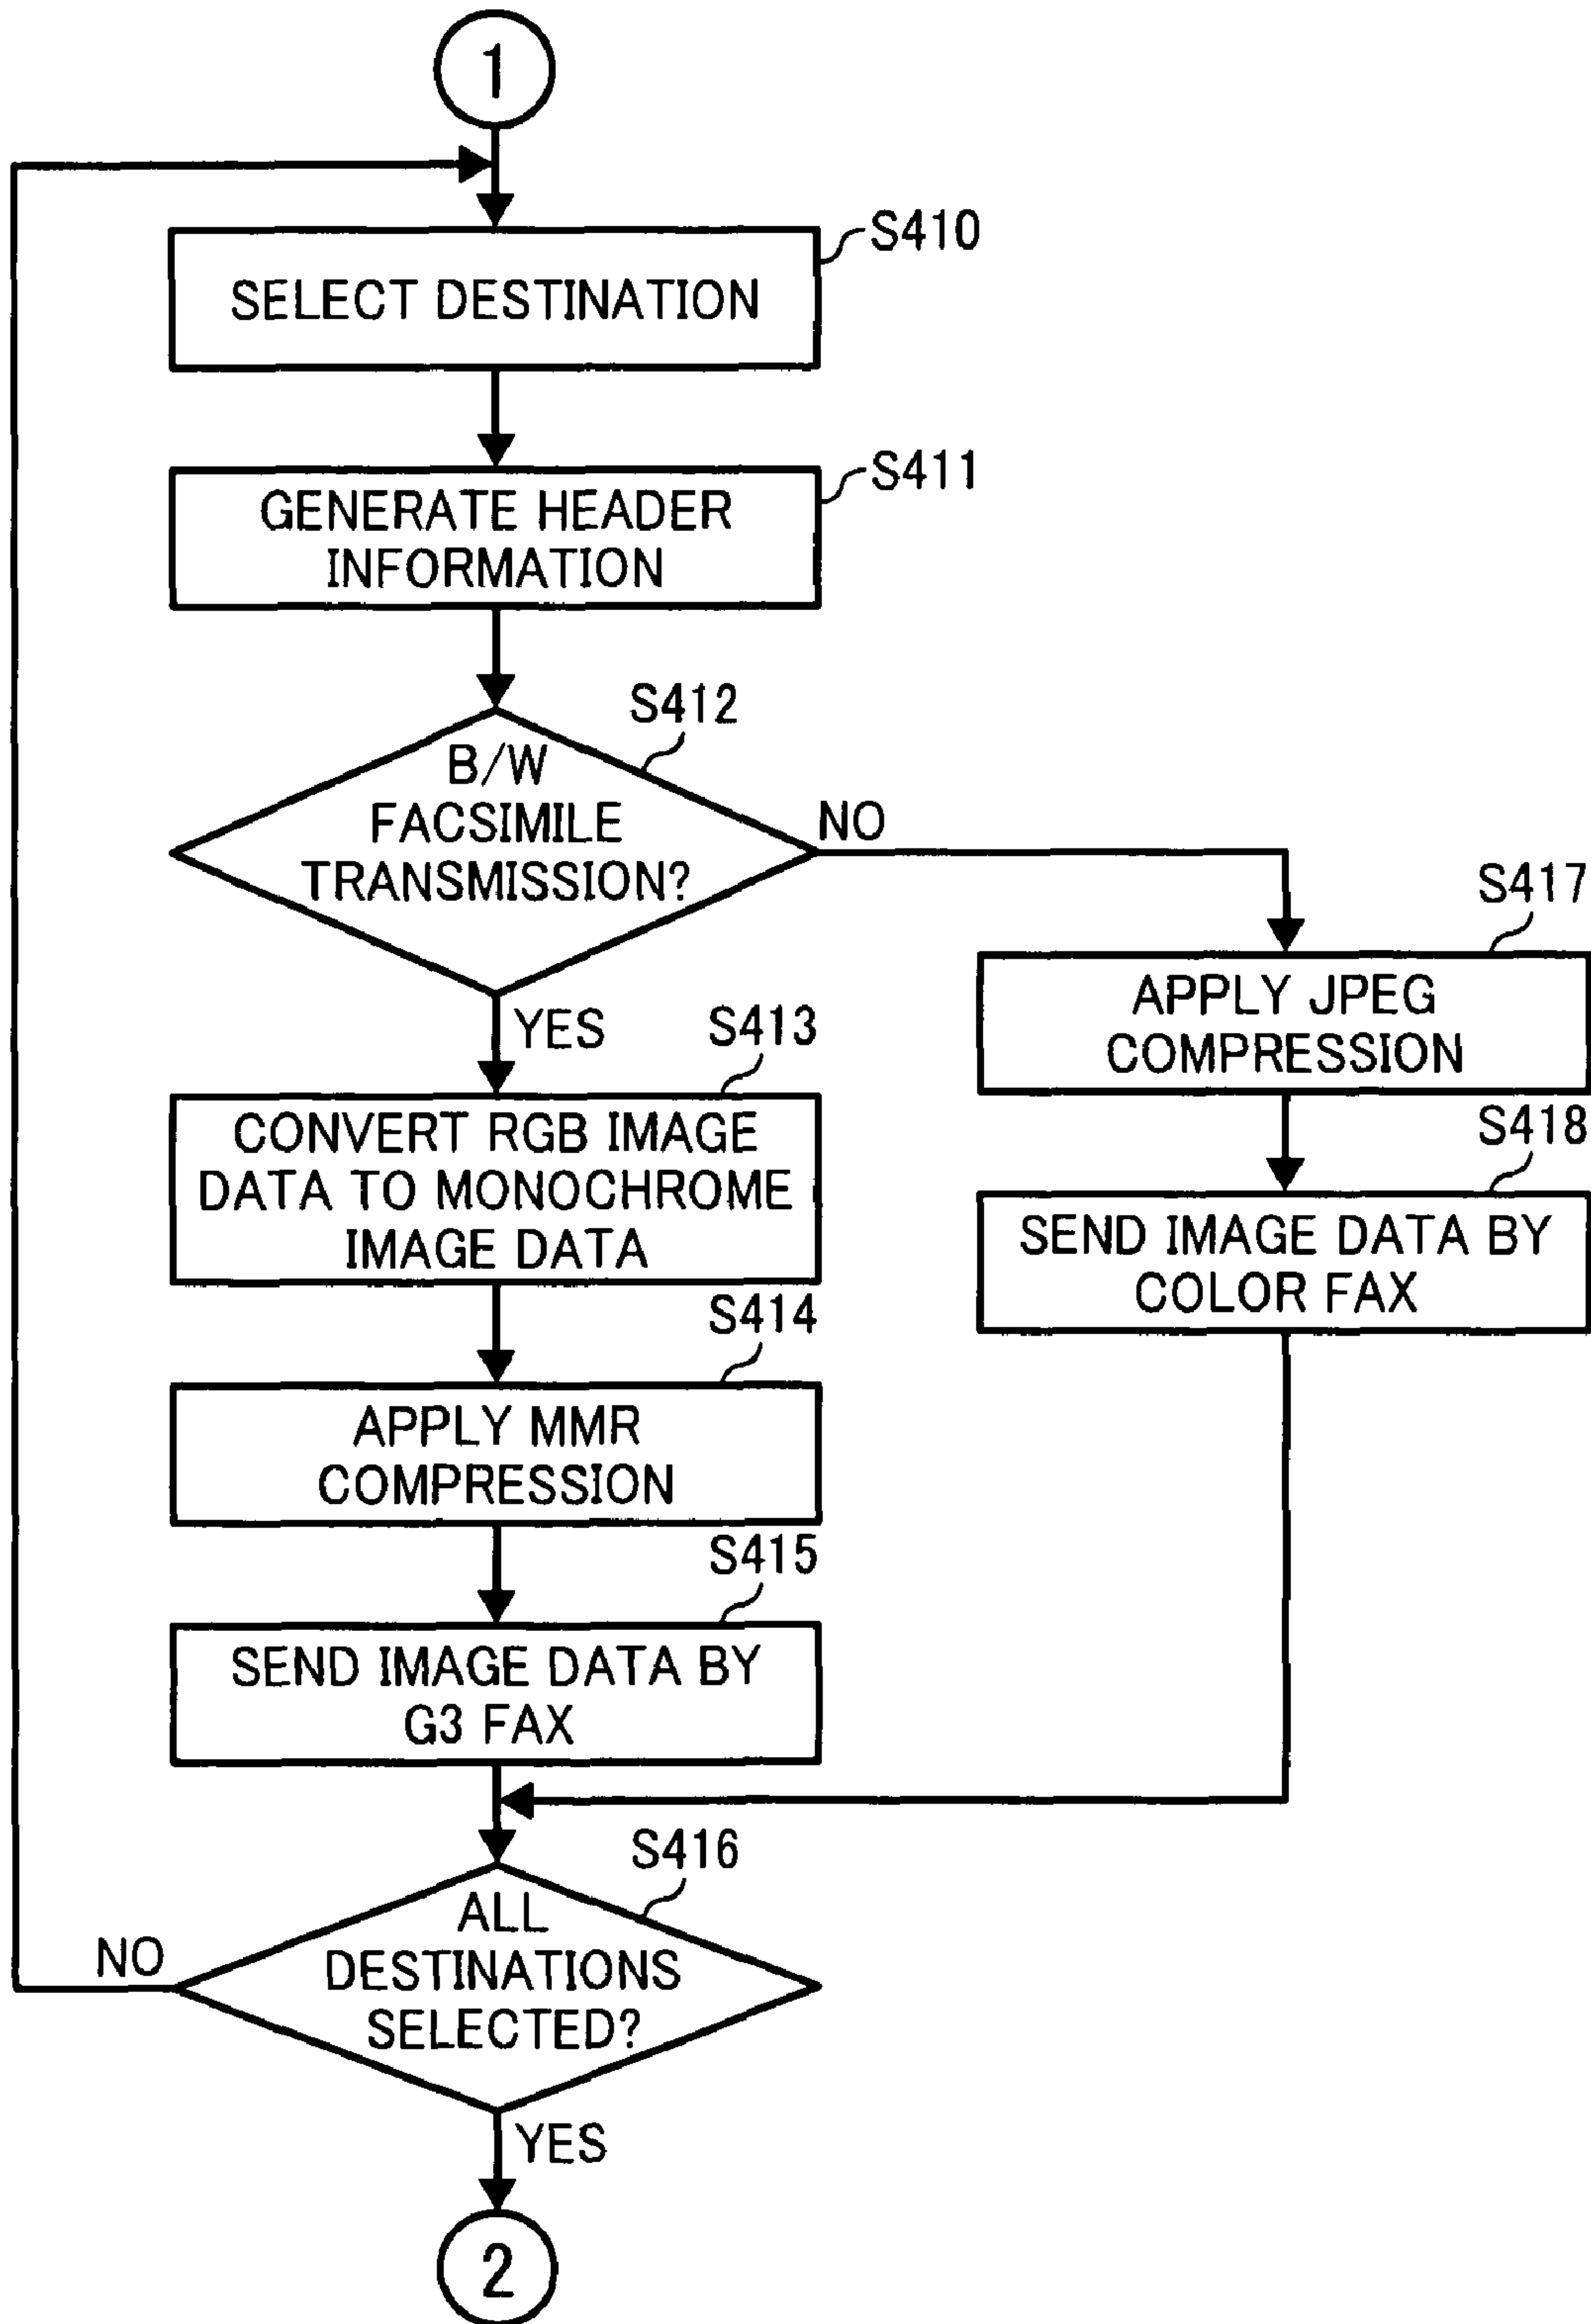 1
S410
SELECT DESTINATION
S411
GENERATE HEADER
INFORMATION
S412
B/W
FACSIMILE
TRANSMISSION?
NO
YES
S413
CONVERT RGB IMAGE
DATA TO MONOCHROME
IMAGE DATA
S414
APPLY MMR
COMPRESSION
S415
SEND IMAGE DATA BY
G3 FAX
S417
APPLY JPEG
COMPRESSION
S418
SEND IMAGE DATA BY
COLOR FAX
S416
ALL
DESTINATIONS
SELECTED?
NO
YES
2